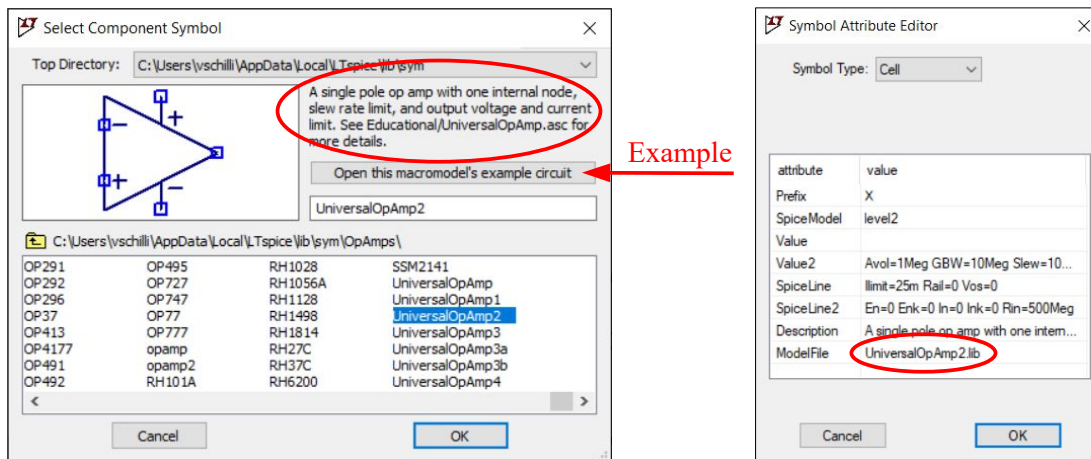 Select Component Symbol
Top Directory: C:\Users\vschilli\AppData\Local\LTspice\lib\sym
A single pole op amp with one internal node,
slew rate limit, and output voltage and current
limit. See Educational/UniversalOpAmp.asc for
more details.
Open this macromodel's example circuit
UniversalOpAmp2
C:\Users\vschilli\AppData\Local\LTspice\lib\sym\OpAmps\
OP291 OP495 RH1028 SSM2141
OP292 OP727 RH1056A UniversalOpAmp
OP296 OP747 RH1128 UniversalOpAmp1
OP37 OP77 RH1498 UniversalOpAmp2
OP413 OP777 RH1814 UniversalOpAmp3
OP4177 opamp RH27C UniversalOpAmp3a
OP491 opamp2 RH37C UniversalOpAmp3b
OP492 RH101A RH6200 UniversalOpAmp4
Cancel OK
Example
Symbol Attribute Editor
Symbol Type: Cell
attribute value
Prefix X
SpiceModel level2
Value
Value2 Avol=1Meg GBW=10Meg Slew=10...
SpiceLine Ilimit=25m Rail=0 Vos=0
SpiceLine2 En=0 Enk=0 In=0 Ink=0 Rin=500Meg
Description A single pole op amp with one intern...
ModelFile UniversalOpAmp2.lib
Cancel OK